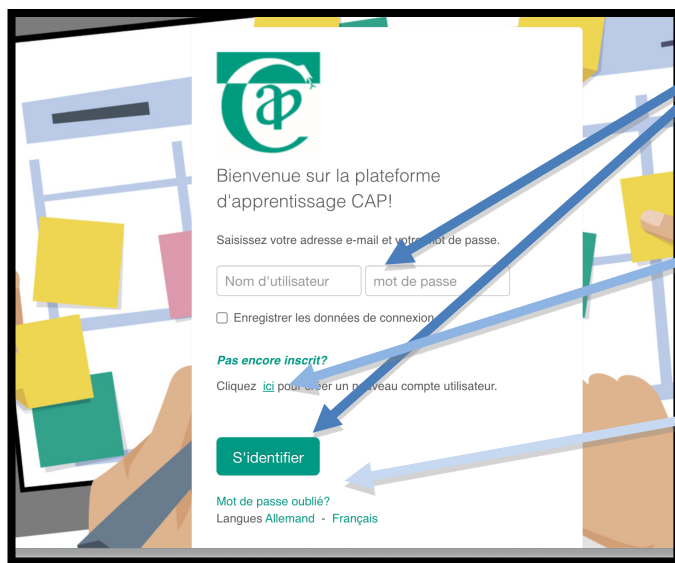 Cap
Bienvenue sur la plateforme
d'apprentissage CAP!
Saisissez votre adresse e-mail et votre mot de passe.
Nom d'utilisateur mot de passe
Enregistrer les données de connexion
Pas encore inscrit?
Cliquez ici pour créer un nouveau compte utilisateur.
S'identifier
Mot de passe oublié?
Langues Allemand - Français